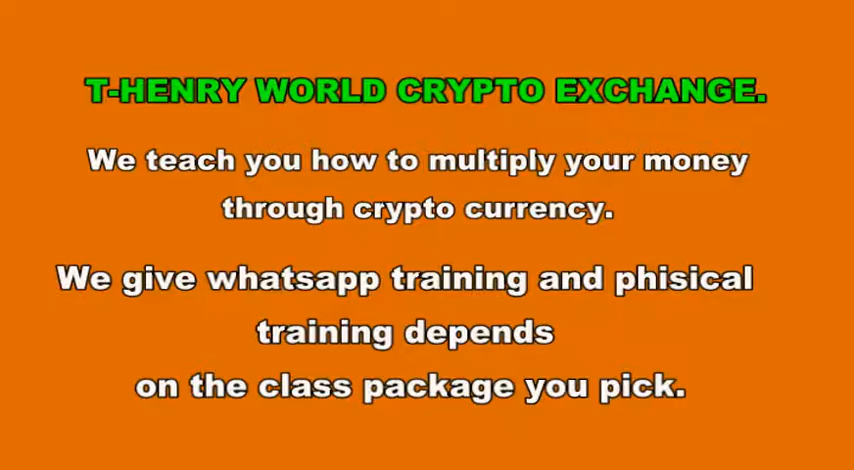 T-HENRY WORLD CRYPTO EXCHANGE.
We teach you how to multiply your money
through crypto currency.
We give whatsapp training and phisical
training depends
on the class package you pick.